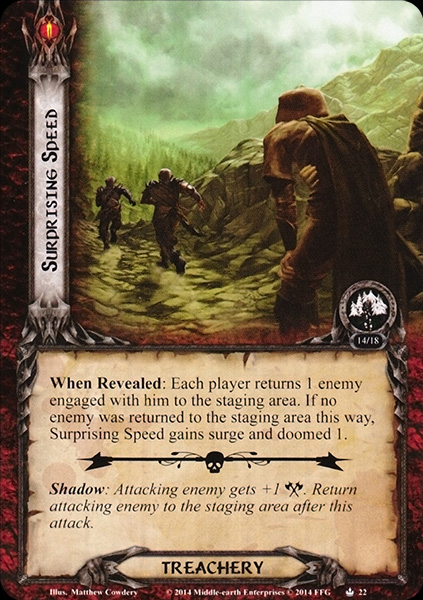 SURPRISING SPEED
14/18
When Revealed: Each player returns 1 enemy
engaged with him to the staging area. If no
enemy was returned to the staging area this way,
Surprising Speed gains surge and doomed 1.
Shadow: Attacking enemy gets +1 . Return
attacking enemy to the staging area after this
attack.
TREACHERY
Illus. Matthew Cowdery © 2014 Middle-earth Enterprises © 2014 FFG 22